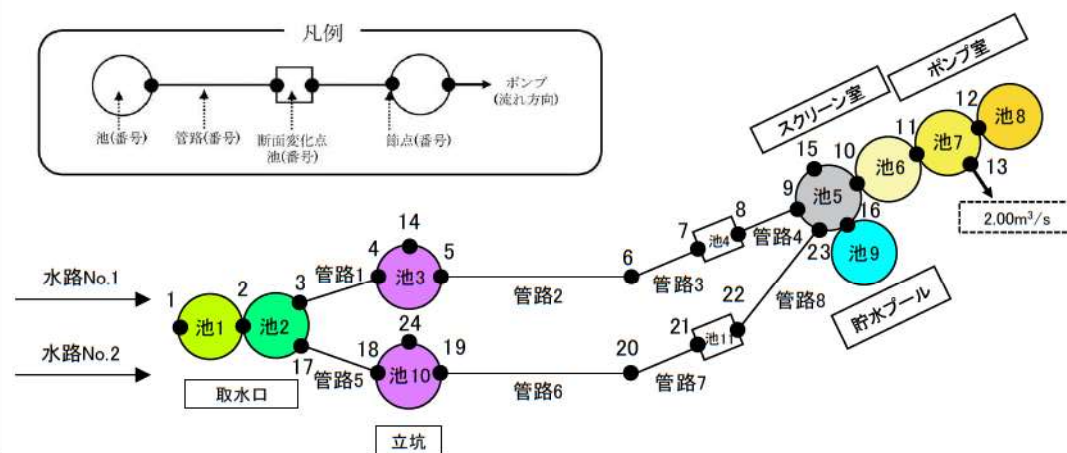 凡例
池(番号)
管路(番号)
断面変化点
池(番号)
節点(番号)
ポンプ
(流れ方向)
スクリーン室
ポンプ室
水路No.1
水路No.2
1
池1
2
池2
3
17
取水口
管路1
管路5
4
14
池3
5
18
24
池10
19
立坑
管路2
管路6
6
20
管路3
管路7
7
池4
8
21
池11
22
管路4
管路8
9
15
池5
10
23
16
池9
貯水プール
池6
11
池7
12
池8
13
2.00m³/s